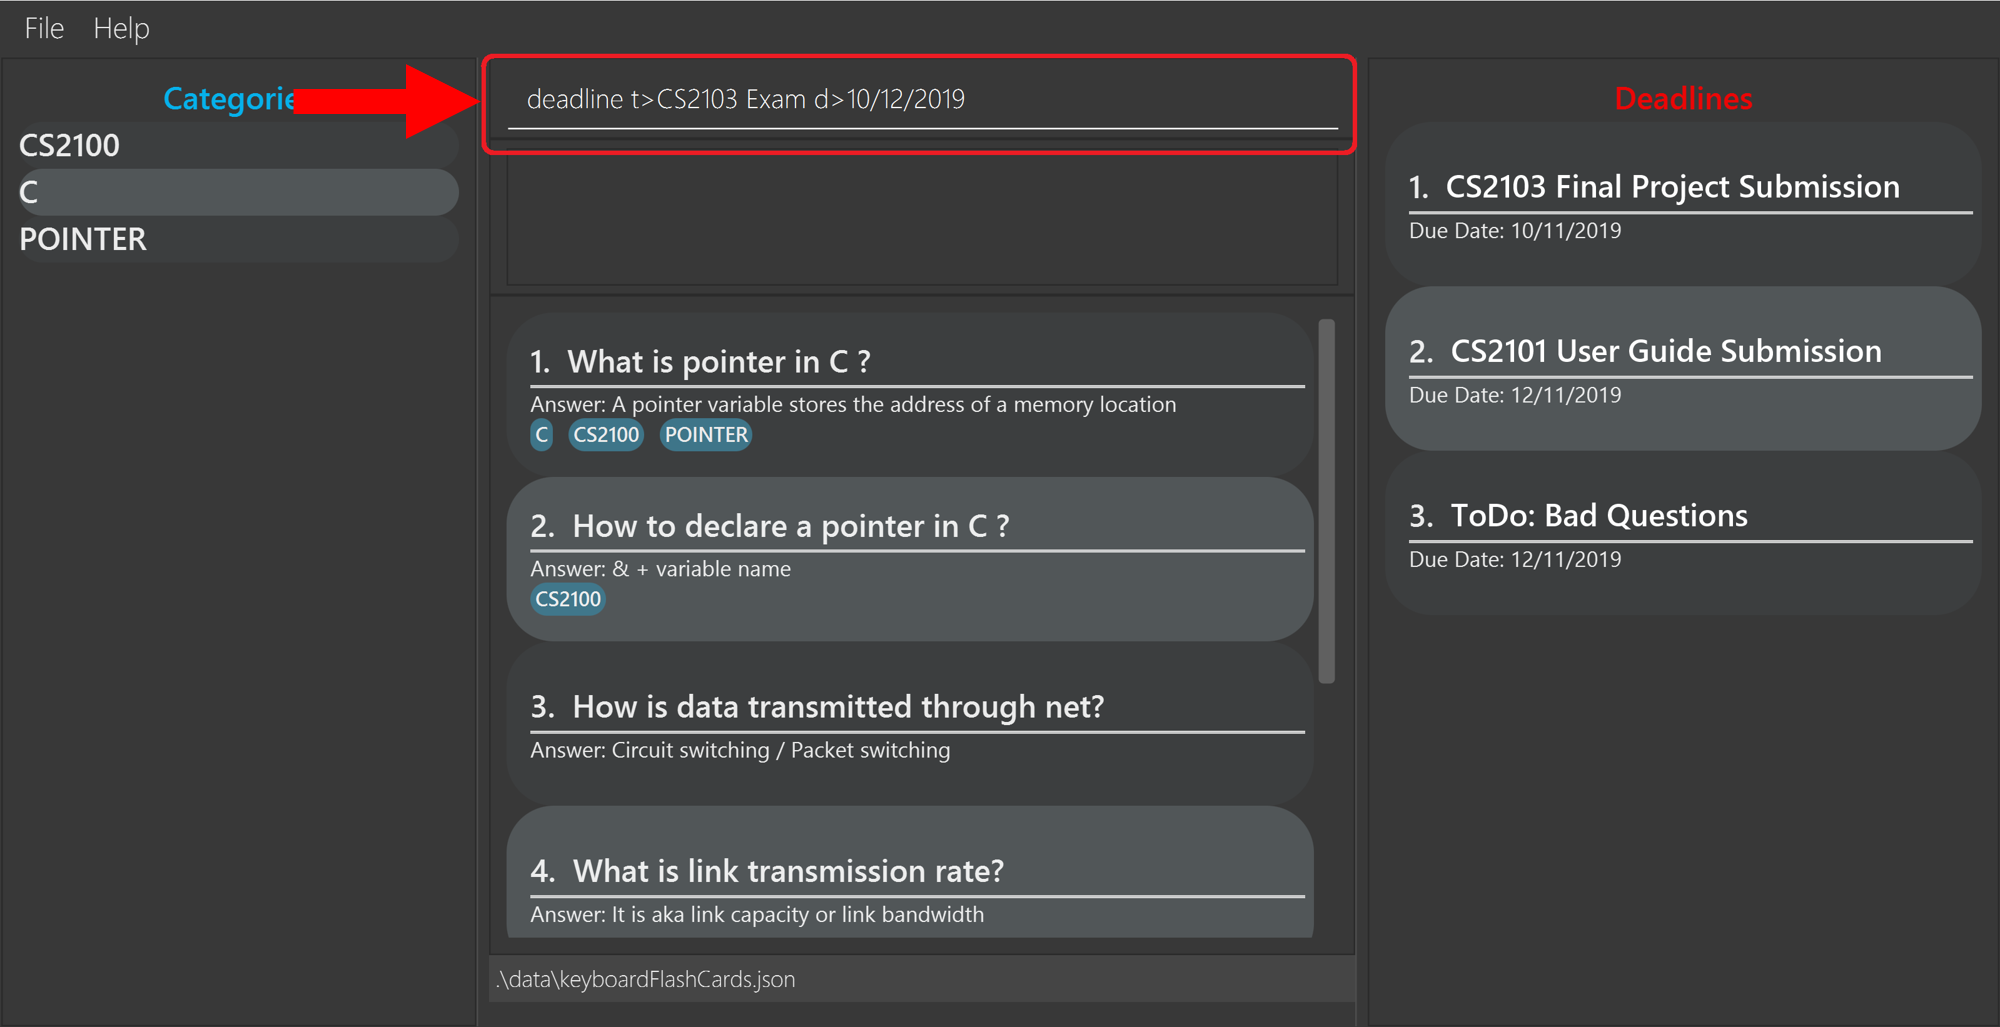 File Help
Categorie
CS2100
C
POINTER
deadline t>CS2103 Exam d>10/12/2019
1. What is pointer in C ?
Answer: A pointer variable stores the address of a memory location
C CS2100 POINTER
2. How to declare a pointer in C ?
Answer: & + variable name
CS2100
3. How is data transmitted through net?
Answer: Circuit switching / Packet switching
4. What is link transmission rate?
Answer: It is aka link capacity or link bandwidth
.\data\keyboardFlashCards.json
Deadlines
1. CS2103 Final Project Submission
Due Date: 10/11/2019
2. CS2101 User Guide Submission
Due Date: 12/11/2019
3. ToDo: Bad Questions
Due Date: 12/11/2019